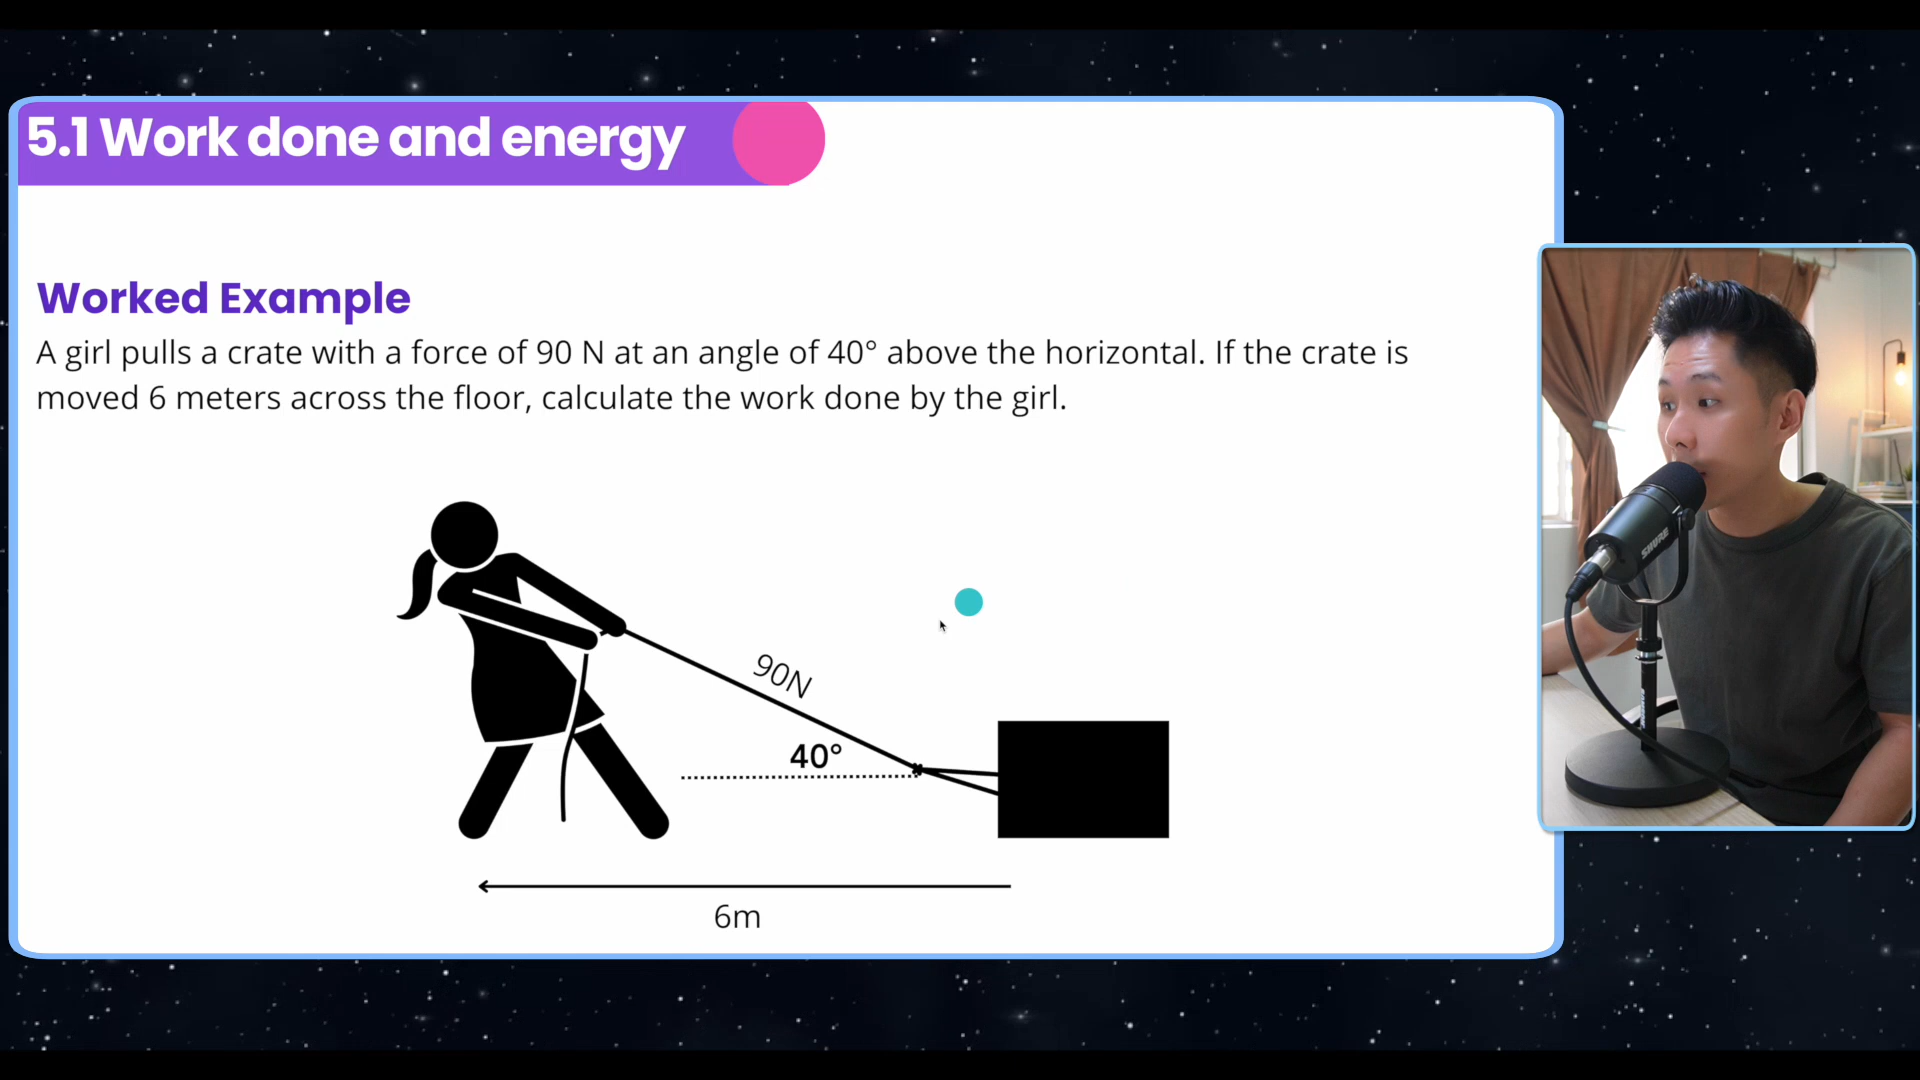 5.1 Work done and energy
Worked Example
A girl pulls a crate with a force of 90 N at an angle of 40° above the horizontal. If the crate is
moved 6 meters across the floor, calculate the work done by the girl.
90N
40°
6m
SHURE